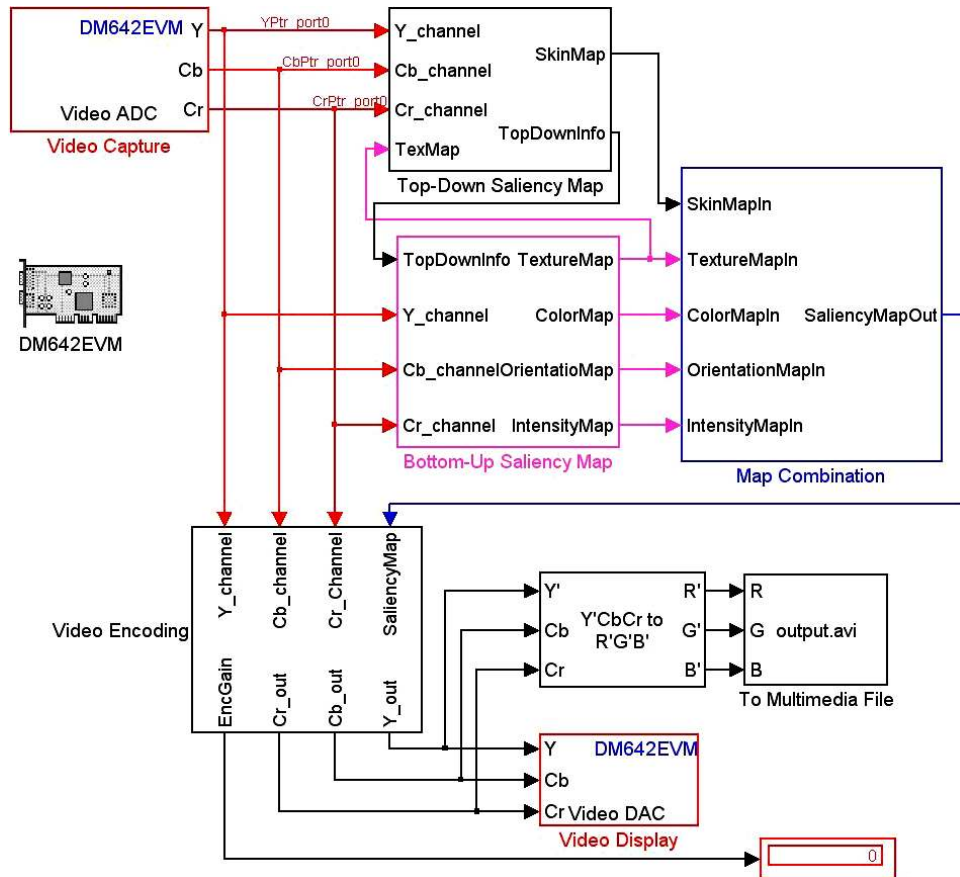 DM642EVM Y
Cb
Video ADC Cr
Video Capture
YPtr_port0
CbPtr_port0
CrPtr_port0
Y_channel
Cb_channel
Cr_channel
TexMap
SkinMap
TopDownInfo
Top-Down Saliency Map
DM642EVM
TopDownInfo TextureMap
Y_channel ColorMap
Cb_channel OrientatioMap
Cr_channel IntensityMap
Bottom-Up Saliency Map
SkinMapIn
TextureMapIn
ColorMapIn SaliencyMapOut
OrientationMapIn
IntensityMapIn
Map Combination
Video Encoding
Y_channel
Cb_channel
Cr_Channel
SaliencyMap
EncGain
Cr_out
Cb_out
Y_out
Y'
Cb
Cr
Y'CbCr to
R'G'B'
R'
G'
B'
R
G output.avi
B
To Multimedia File
Y DM642EVM
Cb
Cr Video DAC
Video Display
0